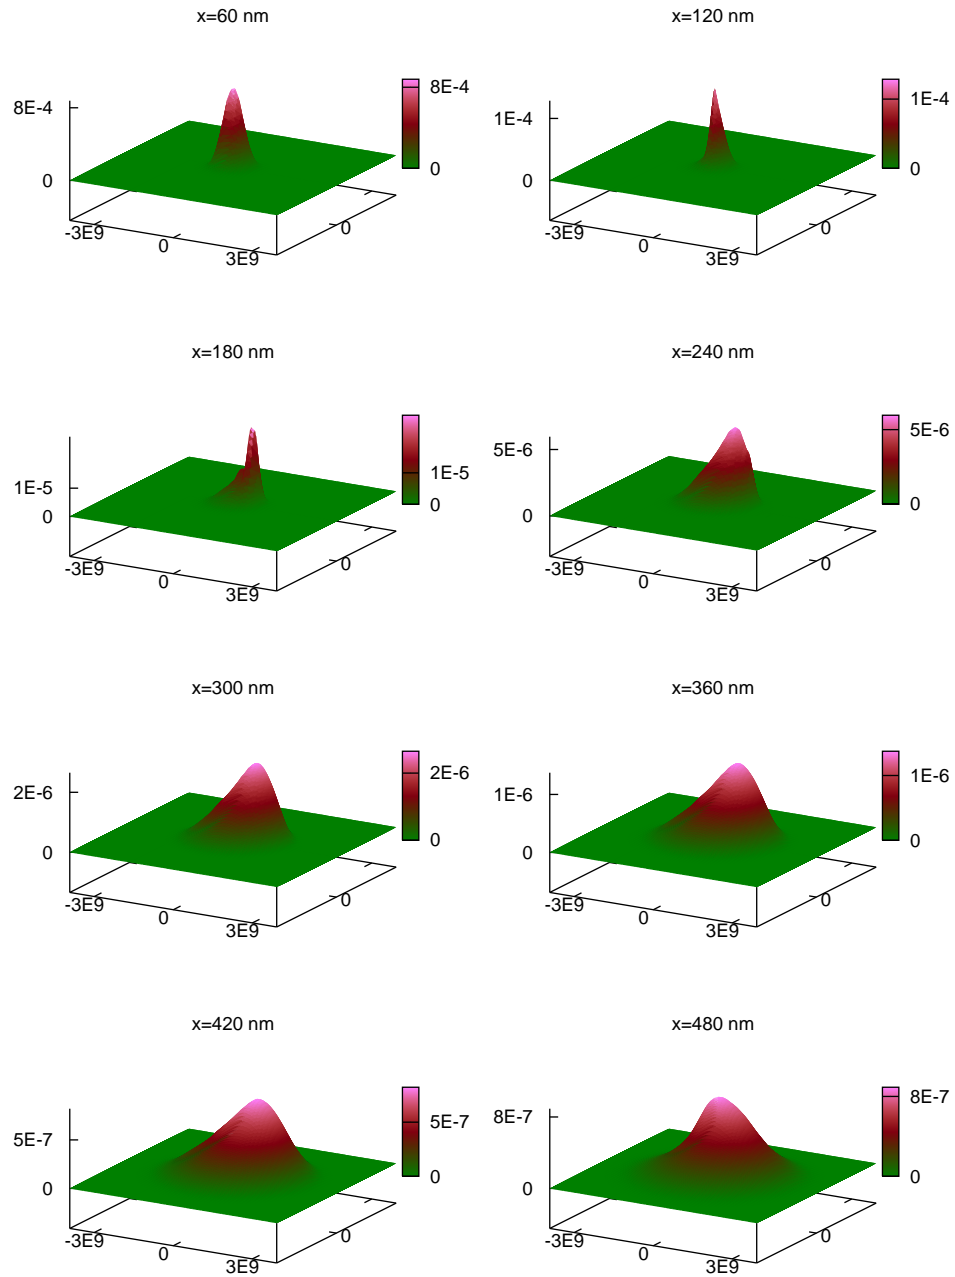 x=60 nm
8E-4
0
-3E9
0
3E9
0
8E-4
0
x=120 nm
1E-4
0
-3E9
0
3E9
0
1E-4
0
x=180 nm
1E-5
0
-3E9
0
3E9
0
1E-5
0
x=240 nm
5E-6
0
-3E9
0
3E9
0
5E-6
0
x=300 nm
2E-6
0
-3E9
0
3E9
0
2E-6
0
x=360 nm
1E-6
0
-3E9
0
3E9
0
1E-6
0
x=420 nm
5E-7
0
-3E9
0
3E9
0
5E-7
0
x=480 nm
8E-7
0
-3E9
0
3E9
0
8E-7
0